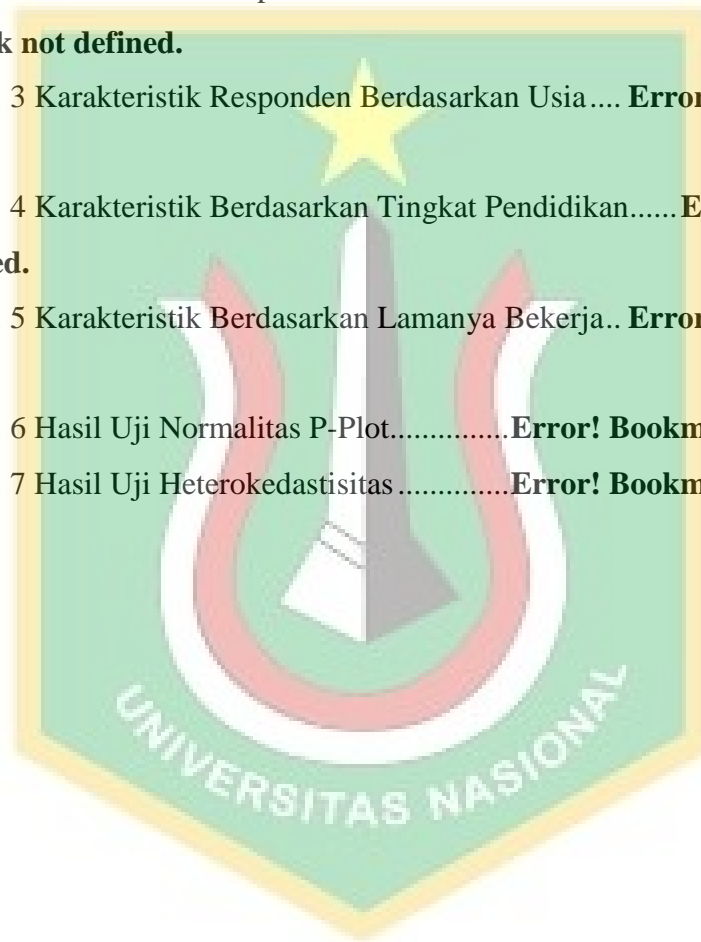 k not defined.
3 Karakteristik Responden Berdasarkan Usia.... Error
4 Karakteristik Berdasarkan Tingkat Pendidikan......E
ed.
5 Karakteristik Berdasarkan Lamanya Bekerja.. Error
6 Hasil Uji Normalitas P-Plot...............Error! Bookm
7 Hasil Uji Heterokedastisitas.............Error! Bookm
UNIVERSITAS NASIONAL